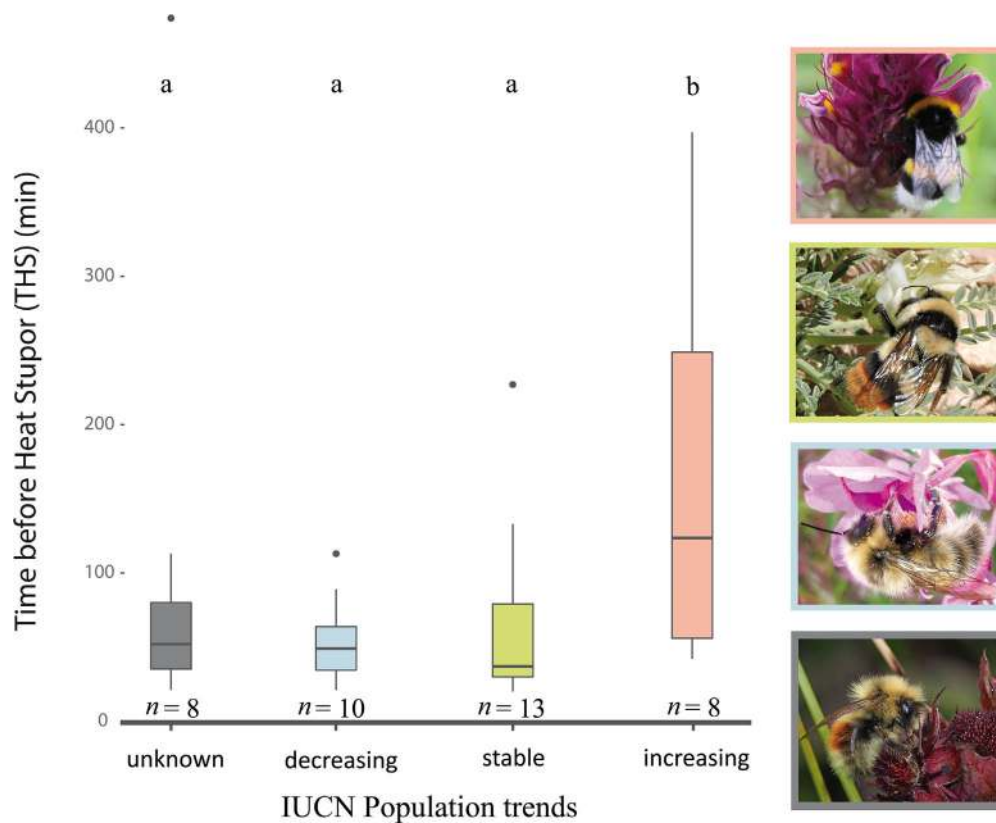 a a a b
400 -
300 -
200 -
100 -
0
Time before Heat Stupor (THS) (min)
n = 8 n = 10 n = 13 n = 8
unknown decreasing stable increasing
IUCN Population trends